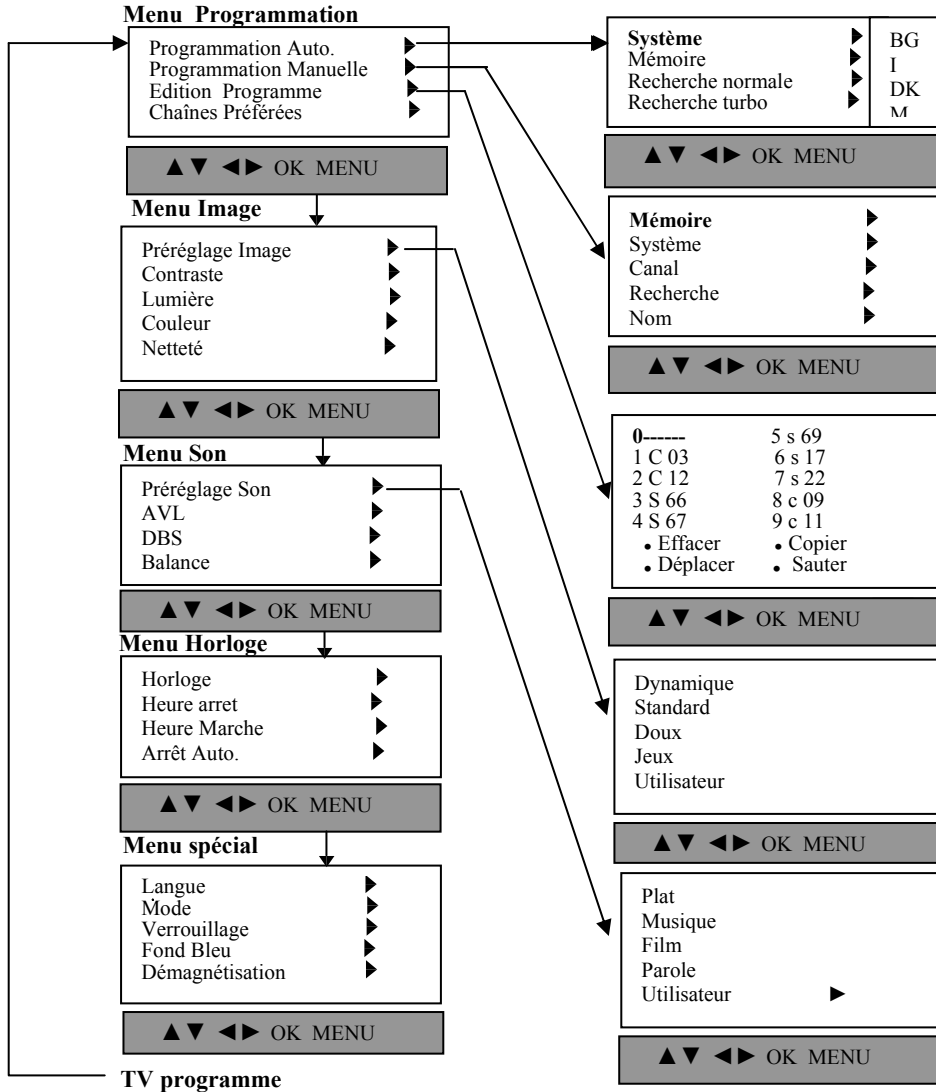 Menu Programmation
Programmation Auto.
Programmation Manuelle
Edition Programme
Chaînes Préférées
▲▼ ◄► OK MENU
Menu Image
Préréglage Image
Contraste
Lumière
Couleur
Netteté
▲▼ ◄► OK MENU
Menu Son
Préréglage Son
AVL
DBS
Balance
▲▼ ◄► OK MENU
Menu Horloge
Horloge
Heure arret
Heure Marche
Arrêt Auto.
▲▼ ◄► OK MENU
Menu spécial
Langue
Mode
Verrouillage
Fond Bleu
Démagnétisation
▲▼ ◄► OK MENU
TV programme
Système
Mémoire
Recherche normale
Recherche turbo
BG
I
DK
M
▲▼ ◄► OK MENU
Mémoire
Système
Canal
Recherche
Nom
▲▼ ◄► OK MENU
0------ 5 s 69
1 C 03 6 s 17
2 C 12 7 s 22
3 S 66 8 c 09
4 S 67 9 c 11
• Effacer • Copier
• Déplacer • Sauter
▲▼ ◄► OK MENU
Dynamique
Standard
Doux
Jeux
Utilisateur
▲▼ ◄► OK MENU
Plat
Musique
Film
Parole
Utilisateur ►
▲▼ ◄► OK MENU